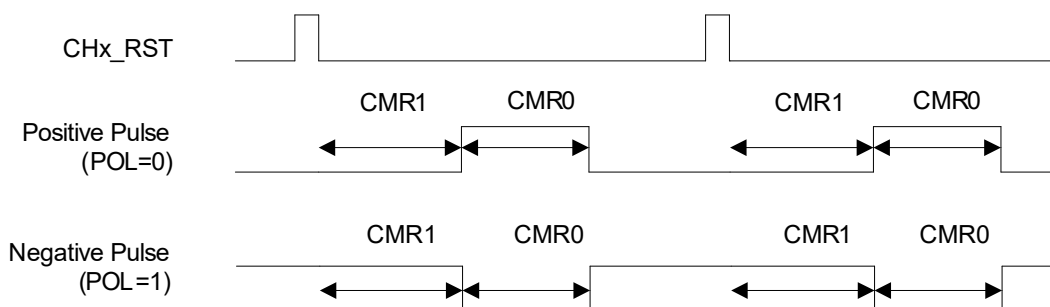 CHx_RST
CMR1 CMR0 CMR1 CMR0
Positive Pulse
(POL=0)
CMR1 CMR0 CMR1 CMR0
Negative Pulse
(POL=1)